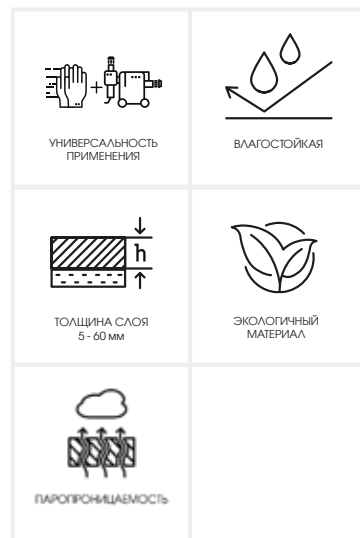 УНИВЕРСАЛЬНОСТЬ
ПРИМЕНЕНИЯ
ВЛАГОСТОЙКАЯ
h
ТОЛЩИНА СЛОЯ
5 - 60 мм
ЭКОЛОГИЧНЫЙ
МАТЕРИАЛ
ПАРОПРОНИЦАЕМОСТЬ